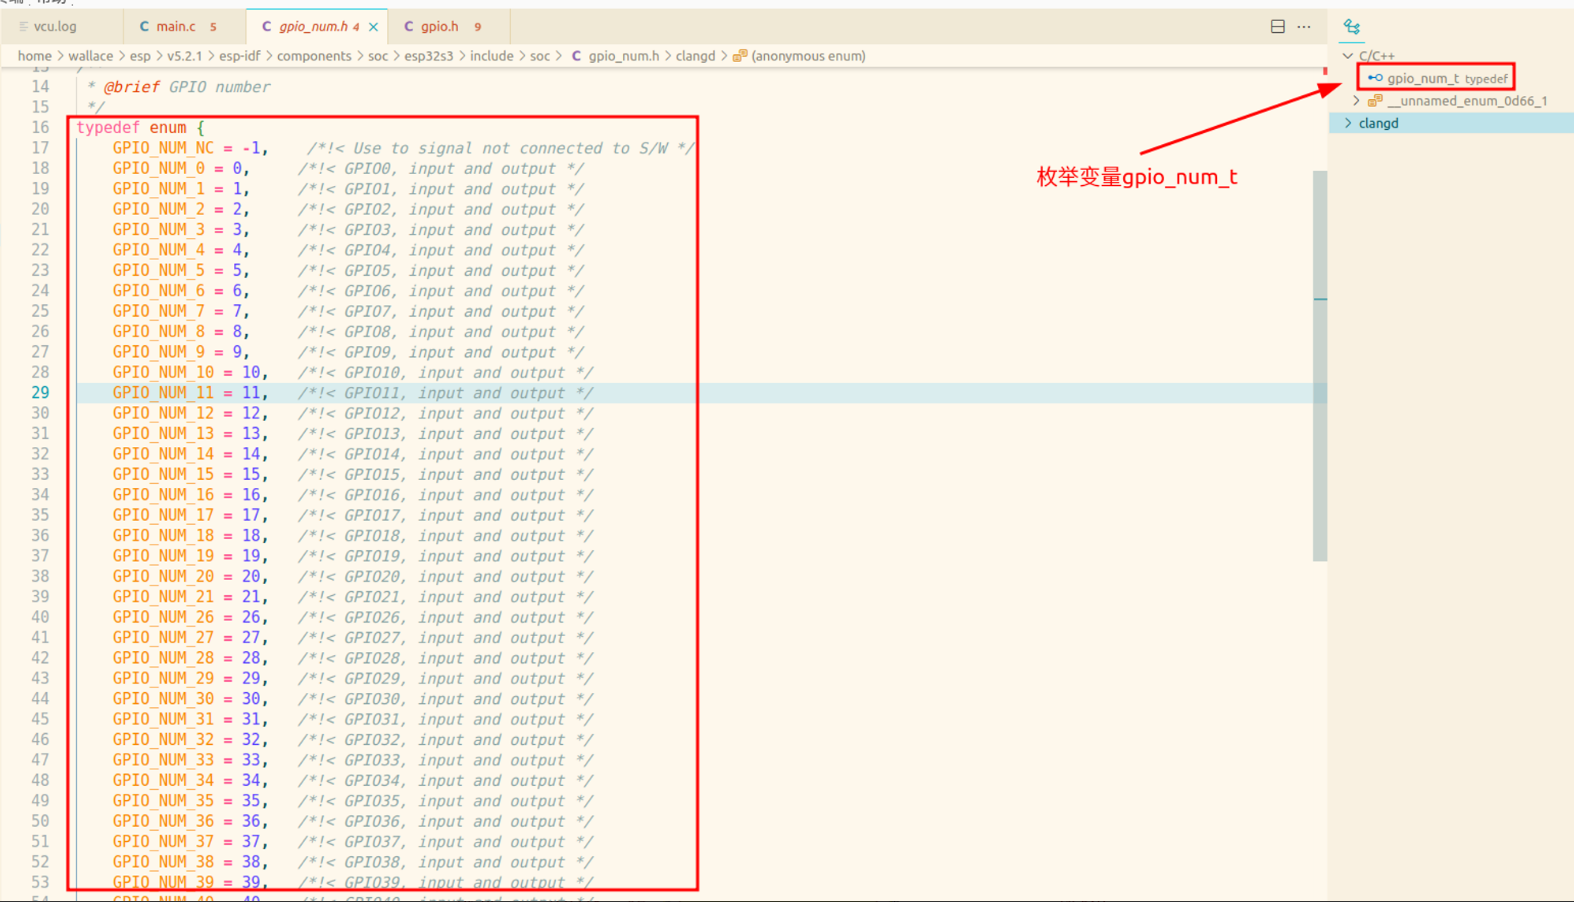 vcu.log
C main.c 5
C gpio_num.h 4 ×
C gpio.h 9
home > wallace > esp > v5.2.1 > esp-idf > components > soc > esp32s3 > include > soc > C gpio_num.h > clangd > (anonymous enum)
C/C++
gpio_num_t typedef
__unnamed_enum_0d66_1
clangd
枚举变量gpio_num_t
14 * @brief GPIO number
15 */
16 typedef enum {
17 GPIO_NUM_NC = -1, /*!< Use to signal not connected to S/W */
18 GPIO_NUM_0 = 0, /*!< GPIO0, input and output */
19 GPIO_NUM_1 = 1, /*!< GPIO1, input and output */
20 GPIO_NUM_2 = 2, /*!< GPIO2, input and output */
21 GPIO_NUM_3 = 3, /*!< GPIO3, input and output */
22 GPIO_NUM_4 = 4, /*!< GPIO4, input and output */
23 GPIO_NUM_5 = 5, /*!< GPIO5, input and output */
24 GPIO_NUM_6 = 6, /*!< GPIO6, input and output */
25 GPIO_NUM_7 = 7, /*!< GPIO7, input and output */
26 GPIO_NUM_8 = 8, /*!< GPIO8, input and output */
27 GPIO_NUM_9 = 9, /*!< GPIO9, input and output */
28 GPIO_NUM_10 = 10, /*!< GPIO10, input and output */
29 GPIO_NUM_11 = 11, /*!< GPIO11, input and output */
30 GPIO_NUM_12 = 12, /*!< GPIO12, input and output */
31 GPIO_NUM_13 = 13, /*!< GPIO13, input and output */
32 GPIO_NUM_14 = 14, /*!< GPIO14, input and output */
33 GPIO_NUM_15 = 15, /*!< GPIO15, input and output */
34 GPIO_NUM_16 = 16, /*!< GPIO16, input and output */
35 GPIO_NUM_17 = 17, /*!< GPIO17, input and output */
36 GPIO_NUM_18 = 18, /*!< GPIO18, input and output */
37 GPIO_NUM_19 = 19, /*!< GPIO19, input and output */
38 GPIO_NUM_20 = 20, /*!< GPIO20, input and output */
39 GPIO_NUM_21 = 21, /*!< GPIO21, input and output */
40 GPIO_NUM_26 = 26, /*!< GPIO26, input and output */
41 GPIO_NUM_27 = 27, /*!< GPIO27, input and output */
42 GPIO_NUM_28 = 28, /*!< GPIO28, input and output */
43 GPIO_NUM_29 = 29, /*!< GPIO29, input and output */
44 GPIO_NUM_30 = 30, /*!< GPIO30, input and output */
45 GPIO_NUM_31 = 31, /*!< GPIO31, input and output */
46 GPIO_NUM_32 = 32, /*!< GPIO32, input and output */
47 GPIO_NUM_33 = 33, /*!< GPIO33, input and output */
48 GPIO_NUM_34 = 34, /*!< GPIO34, input and output */
49 GPIO_NUM_35 = 35, /*!< GPIO35, input and output */
50 GPIO_NUM_36 = 36, /*!< GPIO36, input and output */
51 GPIO_NUM_37 = 37, /*!< GPIO37, input and output */
52 GPIO_NUM_38 = 38, /*!< GPIO38, input and output */
53 GPIO_NUM_39 = 39, /*!< GPIO39, input and output */